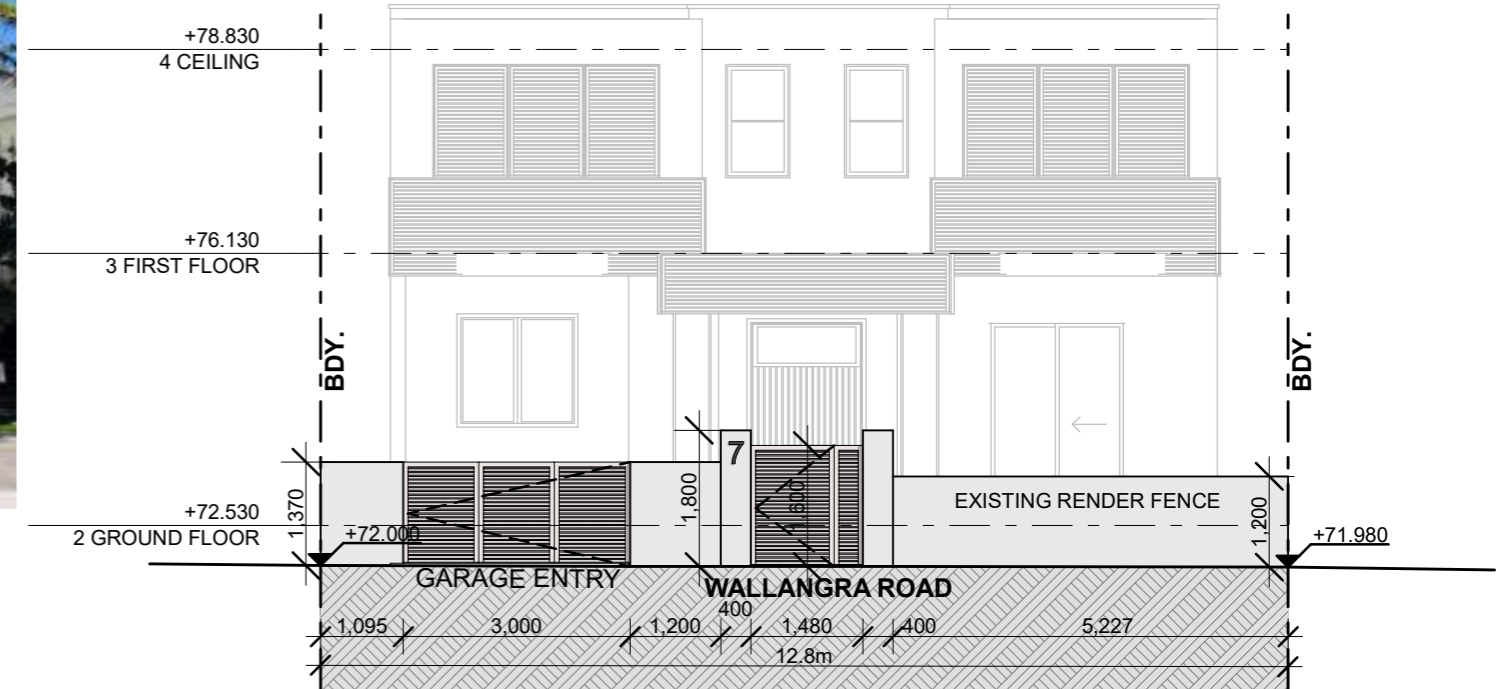 +78.830
4 CEILING
+76.130
3 FIRST FLOOR
BDY.
BDY.
7
1,370
1,800
1,600
EXISTING RENDER FENCE
1,200
+72.530
2 GROUND FLOOR
+72.000
+71.980
GARAGE ENTRY
WALLANGRA ROAD
1,095
3,000
1,200
400
1,480
400
5,227
12.8m